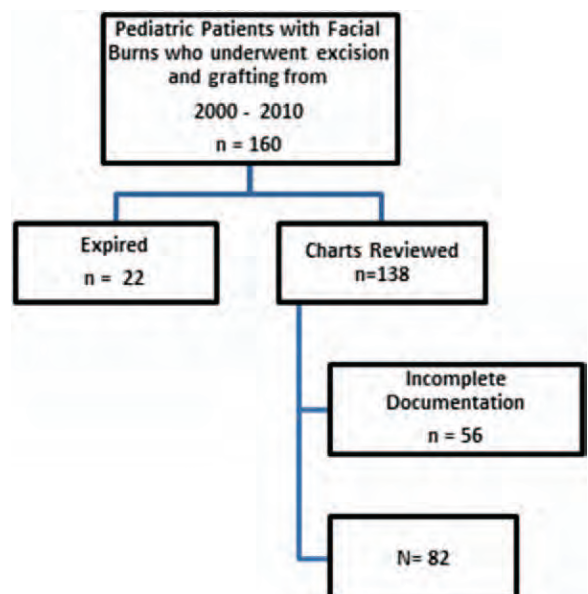 Pediatric Patients with Facial
Burns who underwent excision
and grafting from
2000 - 2010
n = 160
Expired
n = 22
Charts Reviewed
n=138
Incomplete
Documentation
n = 56
N= 82